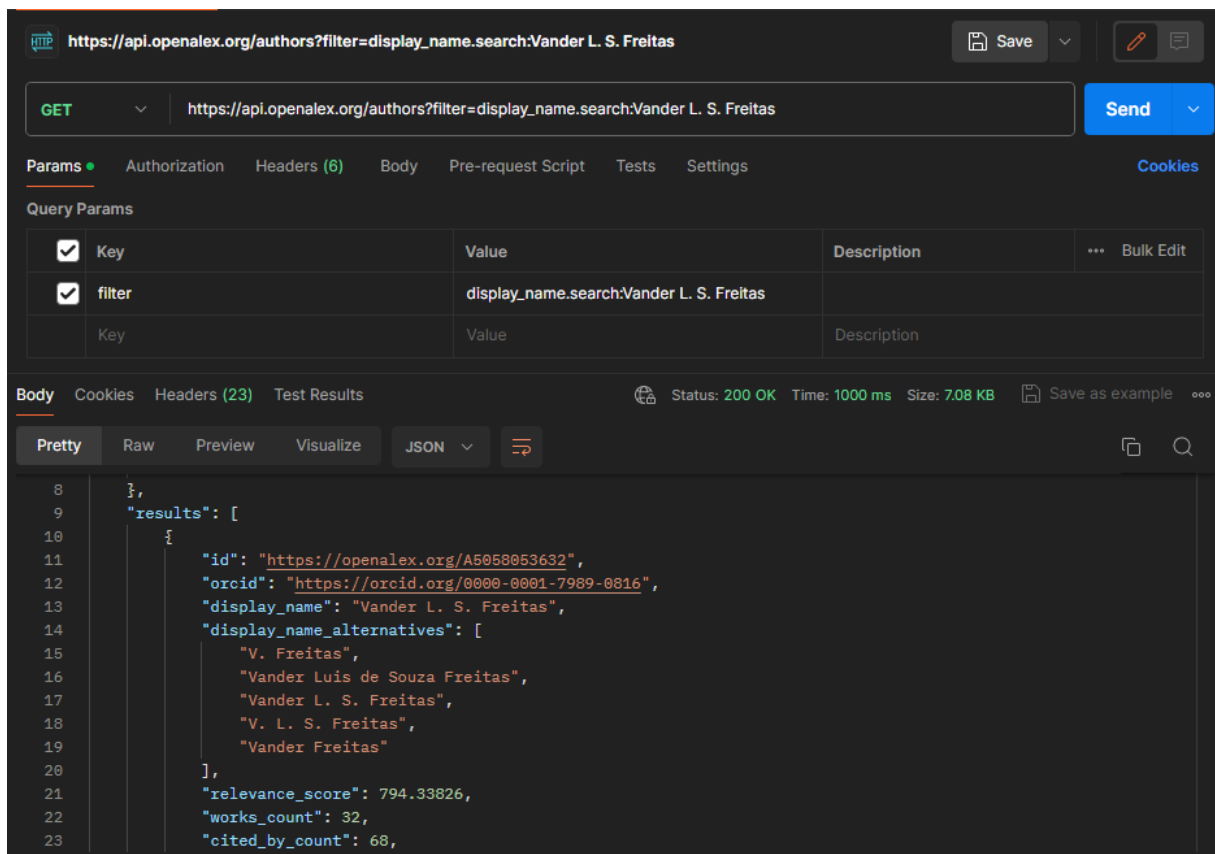 HTTP https://api.openalex.org/authors?filter=display_name.search:Vander L. S. Freitas Save
GET https://api.openalex.org/authors?filter=display_name.search:Vander L. S. Freitas Send
Params Authorization Headers (6) Body Pre-request Script Tests Settings Cookies
Query Params
Key Value Description Bulk Edit
filter display_name.search:Vander L. S. Freitas
Key Value Description
Body Cookies Headers (23) Test Results Status: 200 OK Time: 1000 ms Size: 7.08 KB Save as example
Pretty Raw Preview Visualize JSON
8 },
9 "results": [
10 {
11 "id": "https://openalex.org/A5058053632",
12 "orcid": "https://orcid.org/0000-0001-7989-0816",
13 "display_name": "Vander L. S. Freitas",
14 "display_name_alternatives": [
15 "V. Freitas",
16 "Vander Luis de Souza Freitas",
17 "Vander L. S. Freitas",
18 "V. L. S. Freitas",
19 "Vander Freitas"
20 ],
21 "relevance_score": 794.33826,
22 "works_count": 32,
23 "cited_by_count": 68,